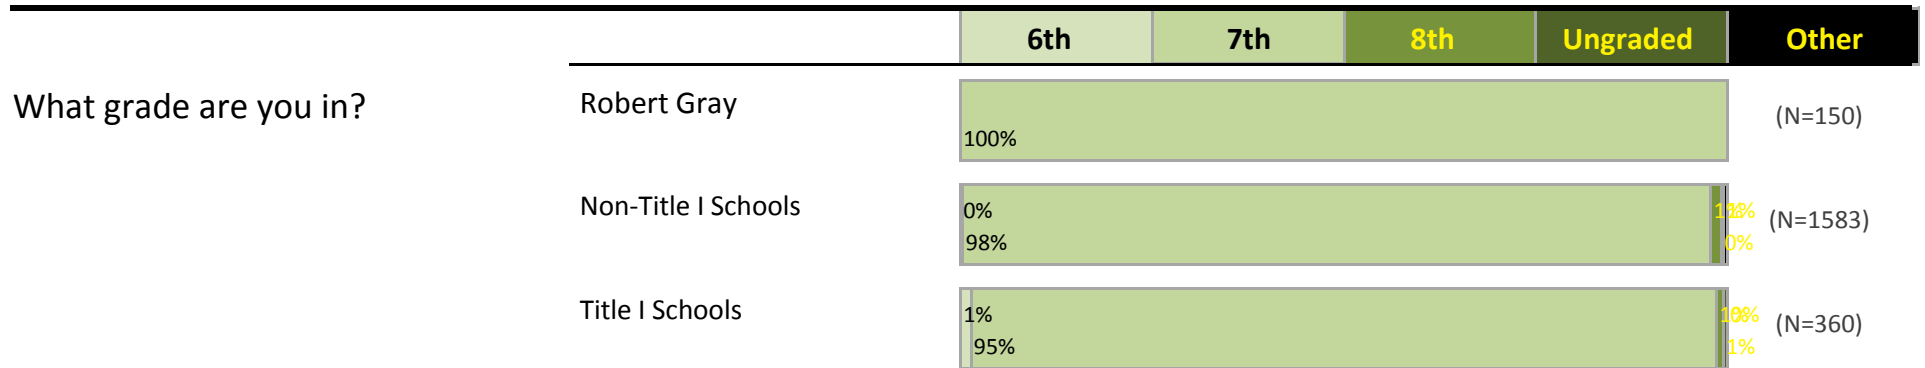 6th 7th 8th Ungraded Other
What grade are you in?
Robert Gray
100%
(N=150)
Non-Title I Schools
0%
98%
0%
(N=1583)
Title I Schools
1%
95%
1%
(N=360)